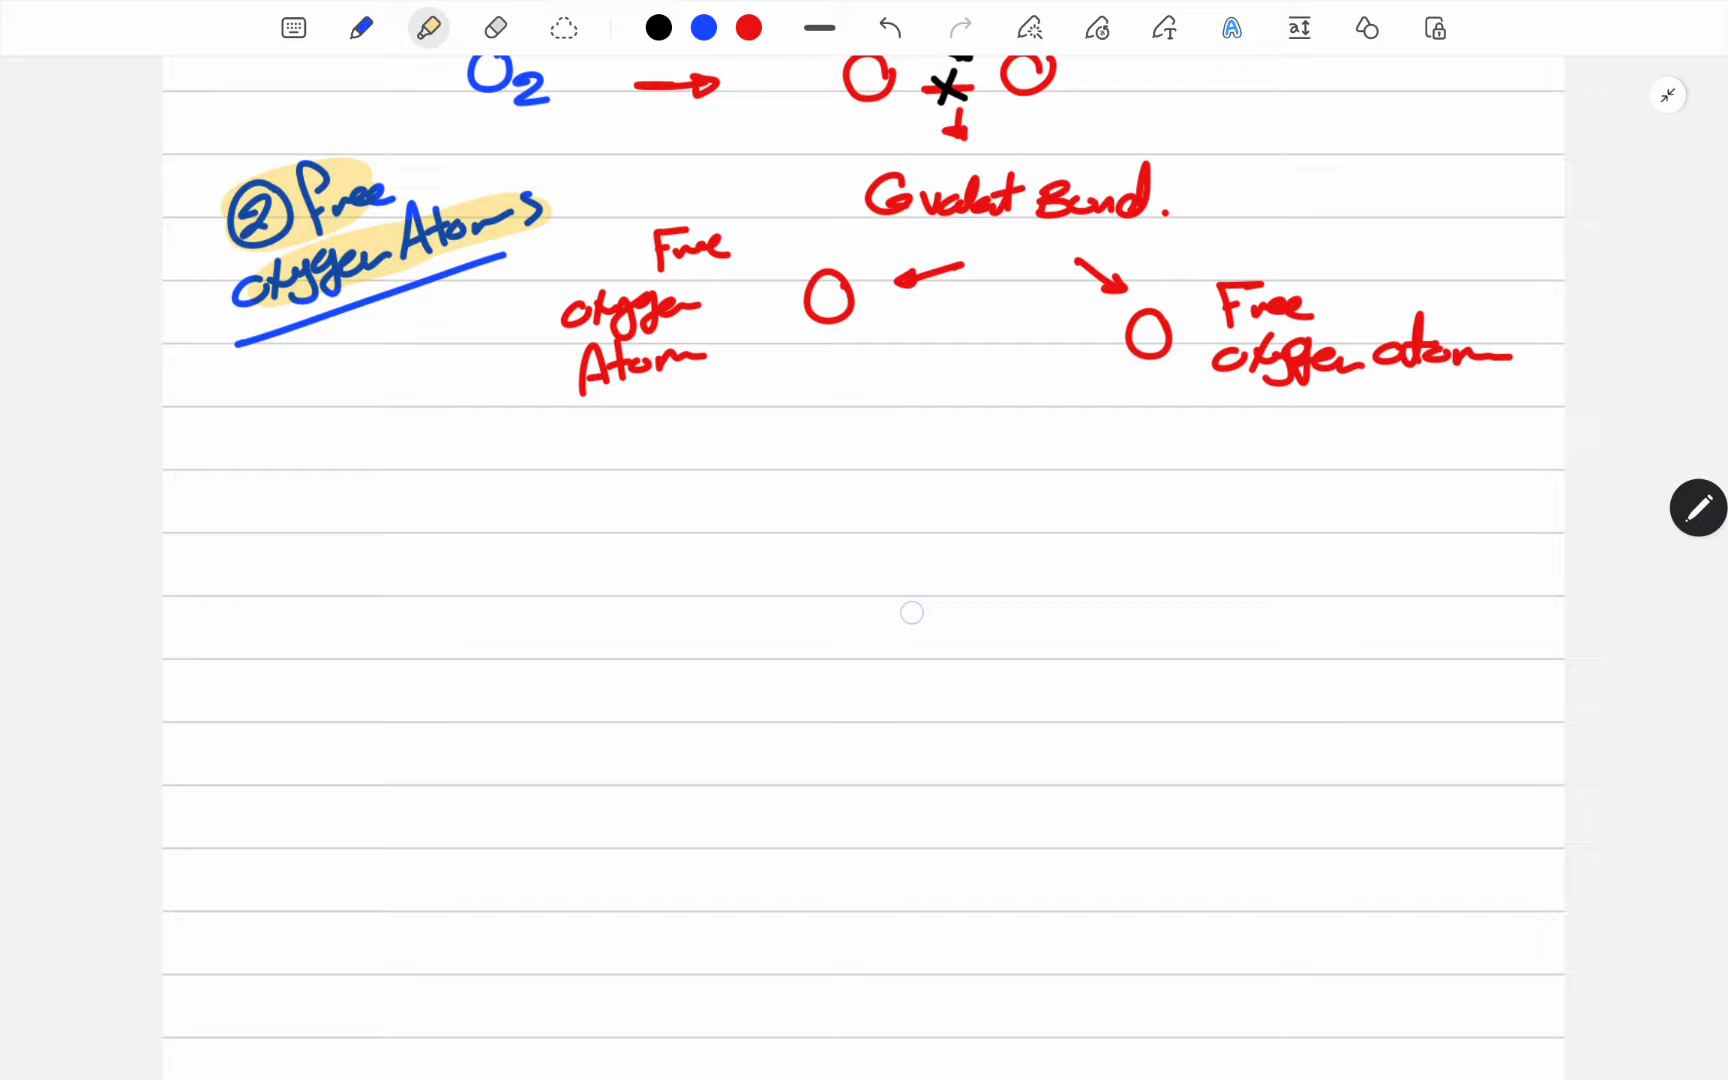 O2 → O O
② Free
oxygen Atoms
Covalent Bond.
Free
oxygen
Atom
O
O
Free
oxygen atom